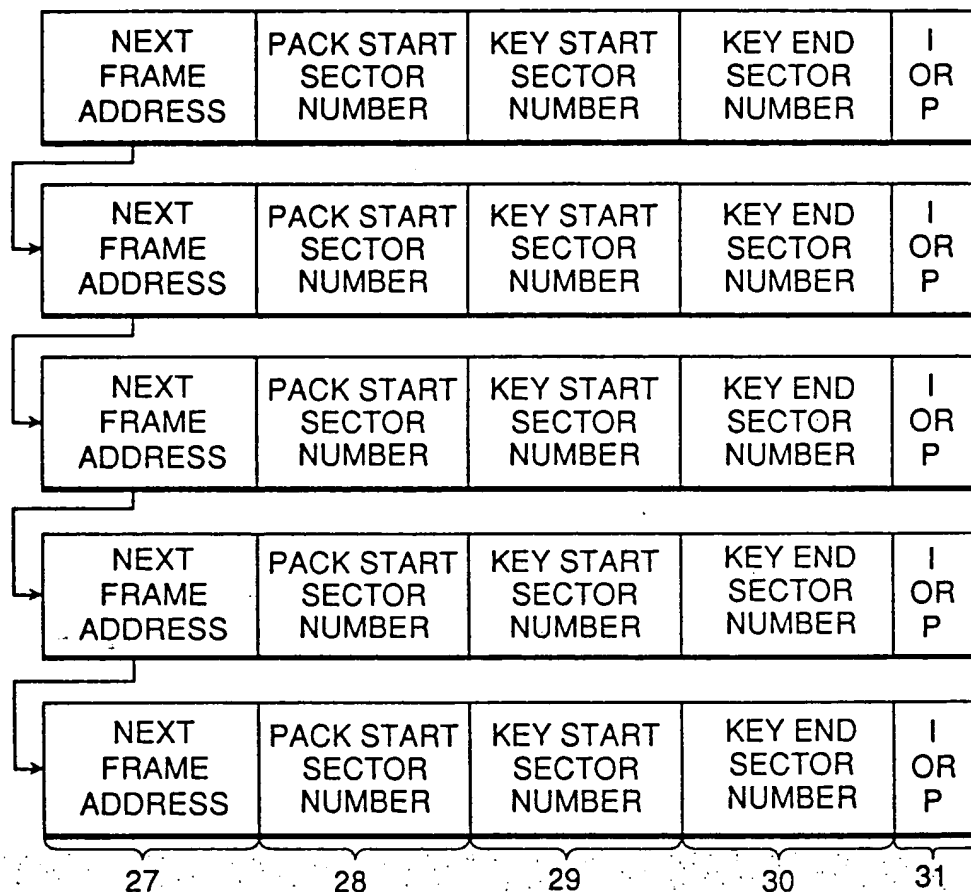 NEXT FRAME ADDRESS
PACK START SECTOR NUMBER
KEY START SECTOR NUMBER
KEY END SECTOR NUMBER
I OR P
NEXT FRAME ADDRESS
PACK START SECTOR NUMBER
KEY START SECTOR NUMBER
KEY END SECTOR NUMBER
I OR P
NEXT FRAME ADDRESS
PACK START SECTOR NUMBER
KEY START SECTOR NUMBER
KEY END SECTOR NUMBER
I OR P
NEXT FRAME ADDRESS
PACK START SECTOR NUMBER
KEY START SECTOR NUMBER
KEY END SECTOR NUMBER
I OR P
NEXT FRAME ADDRESS
PACK START SECTOR NUMBER
KEY START SECTOR NUMBER
KEY END SECTOR NUMBER
I OR P
27 28 29 30 31